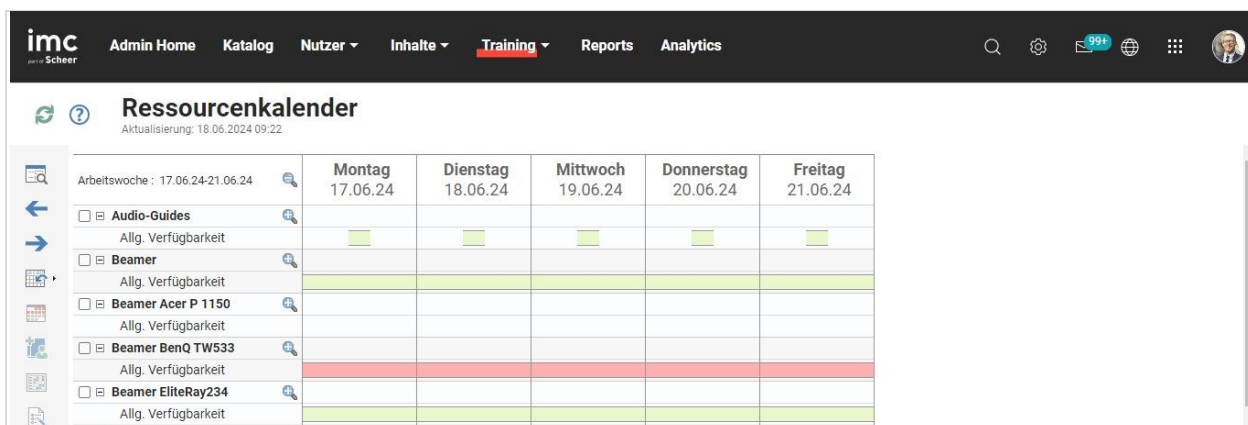 imc
part of Scheer
Admin Home Katalog Nutzer Inhalte Training Reports Analytics
99+
Ressourcenkalender
Aktualisierung: 18.06.2024 09:22
Arbeitswoche : 17.06.24-21.06.24
Montag Dienstag Mittwoch Donnerstag Freitag
17.06.24 18.06.24 19.06.24 20.06.24 21.06.24
Audio-Guides
Allg. Verfügbarkeit
Beamer
Allg. Verfügbarkeit
Beamer Acer P 1150
Allg. Verfügbarkeit
Beamer BenQ TW533
Allg. Verfügbarkeit
Beamer EliteRay234
Allg. Verfügbarkeit